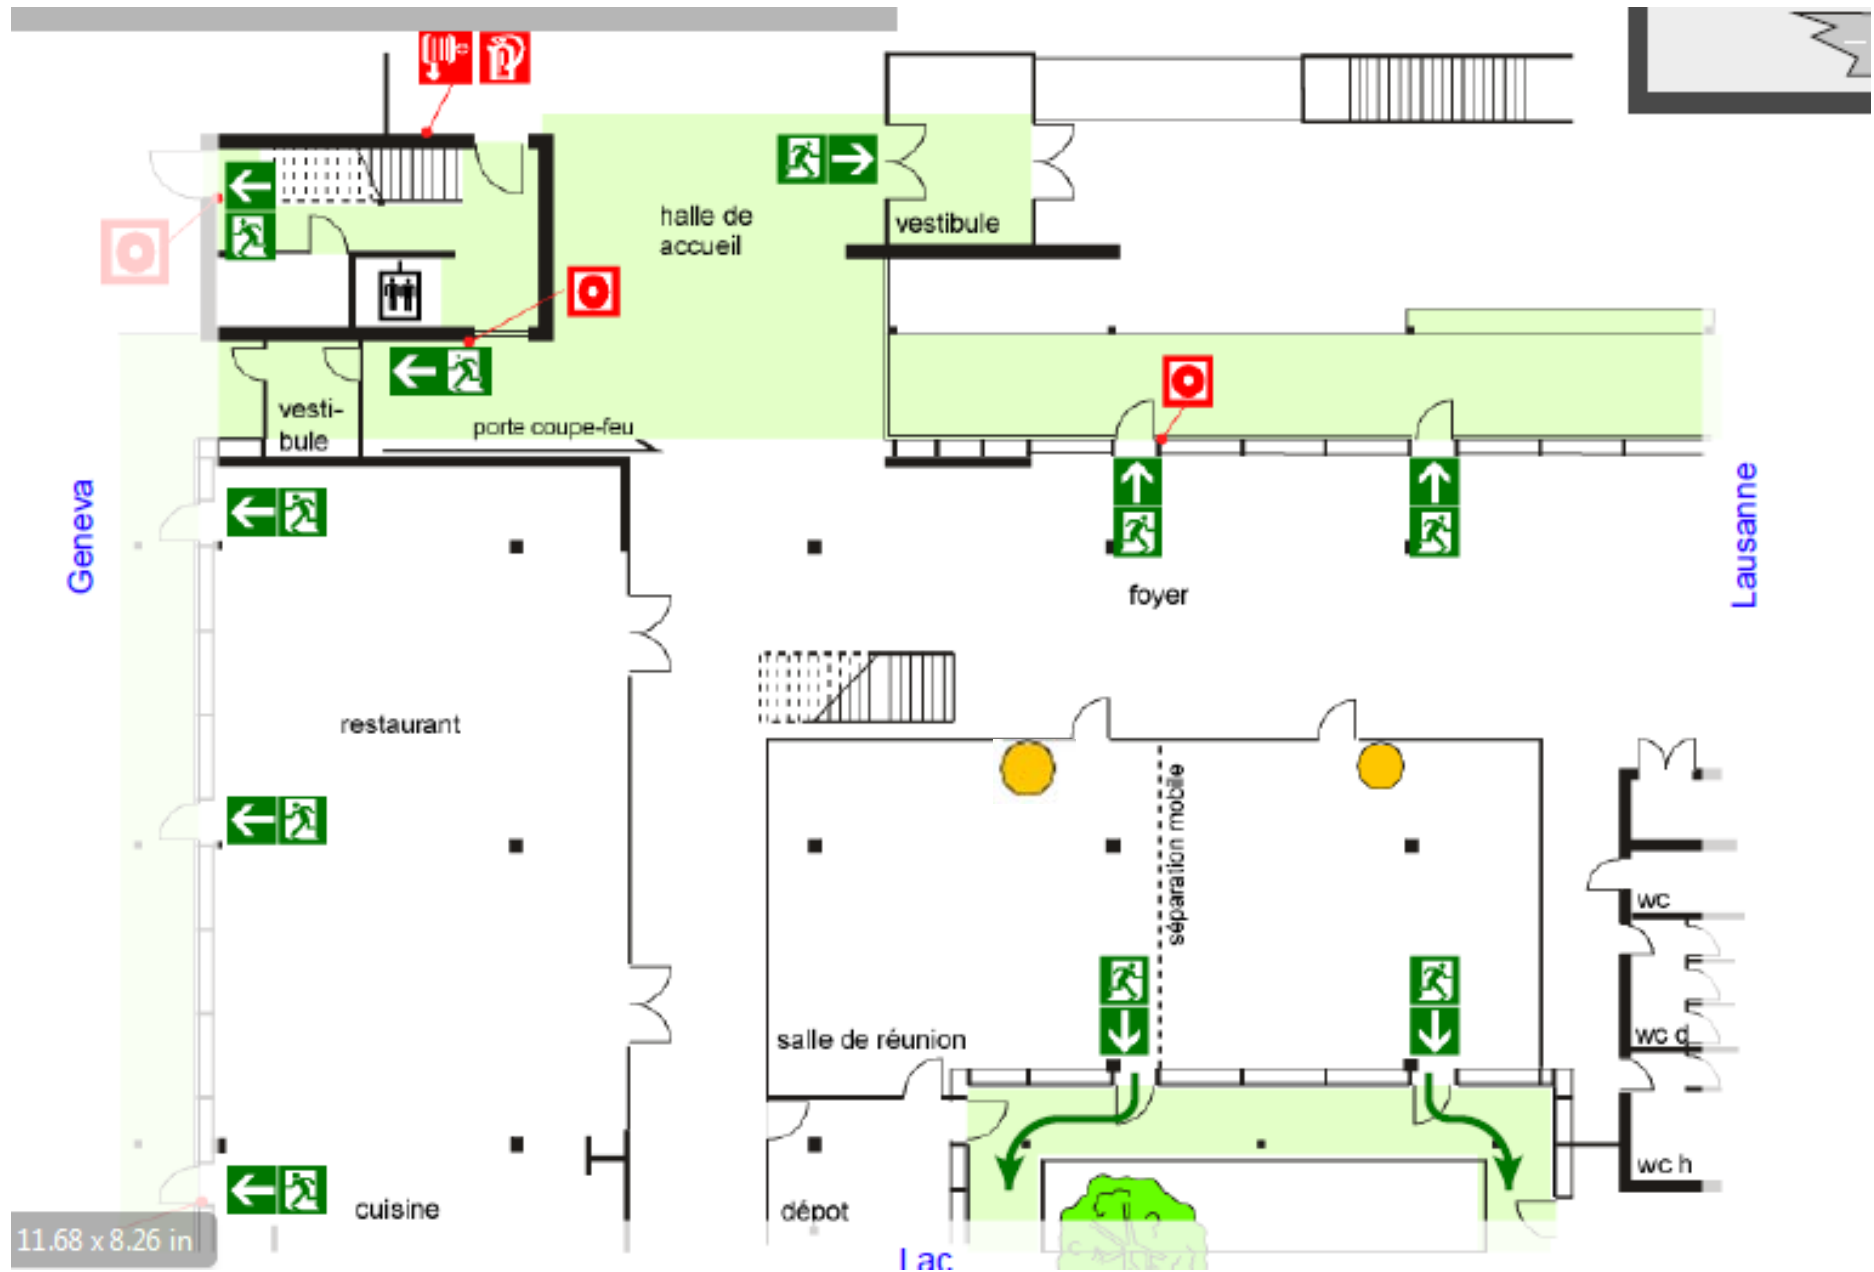 halle de
accueil
vestibule
vesti-
bule
porte coupe-feu
Geneva
Lausanne
foyer
restaurant
séparation mobile
wc
salle de réunion
wc d
wc h
cuisine
dépot
11.68 x 8.26 in
Lac